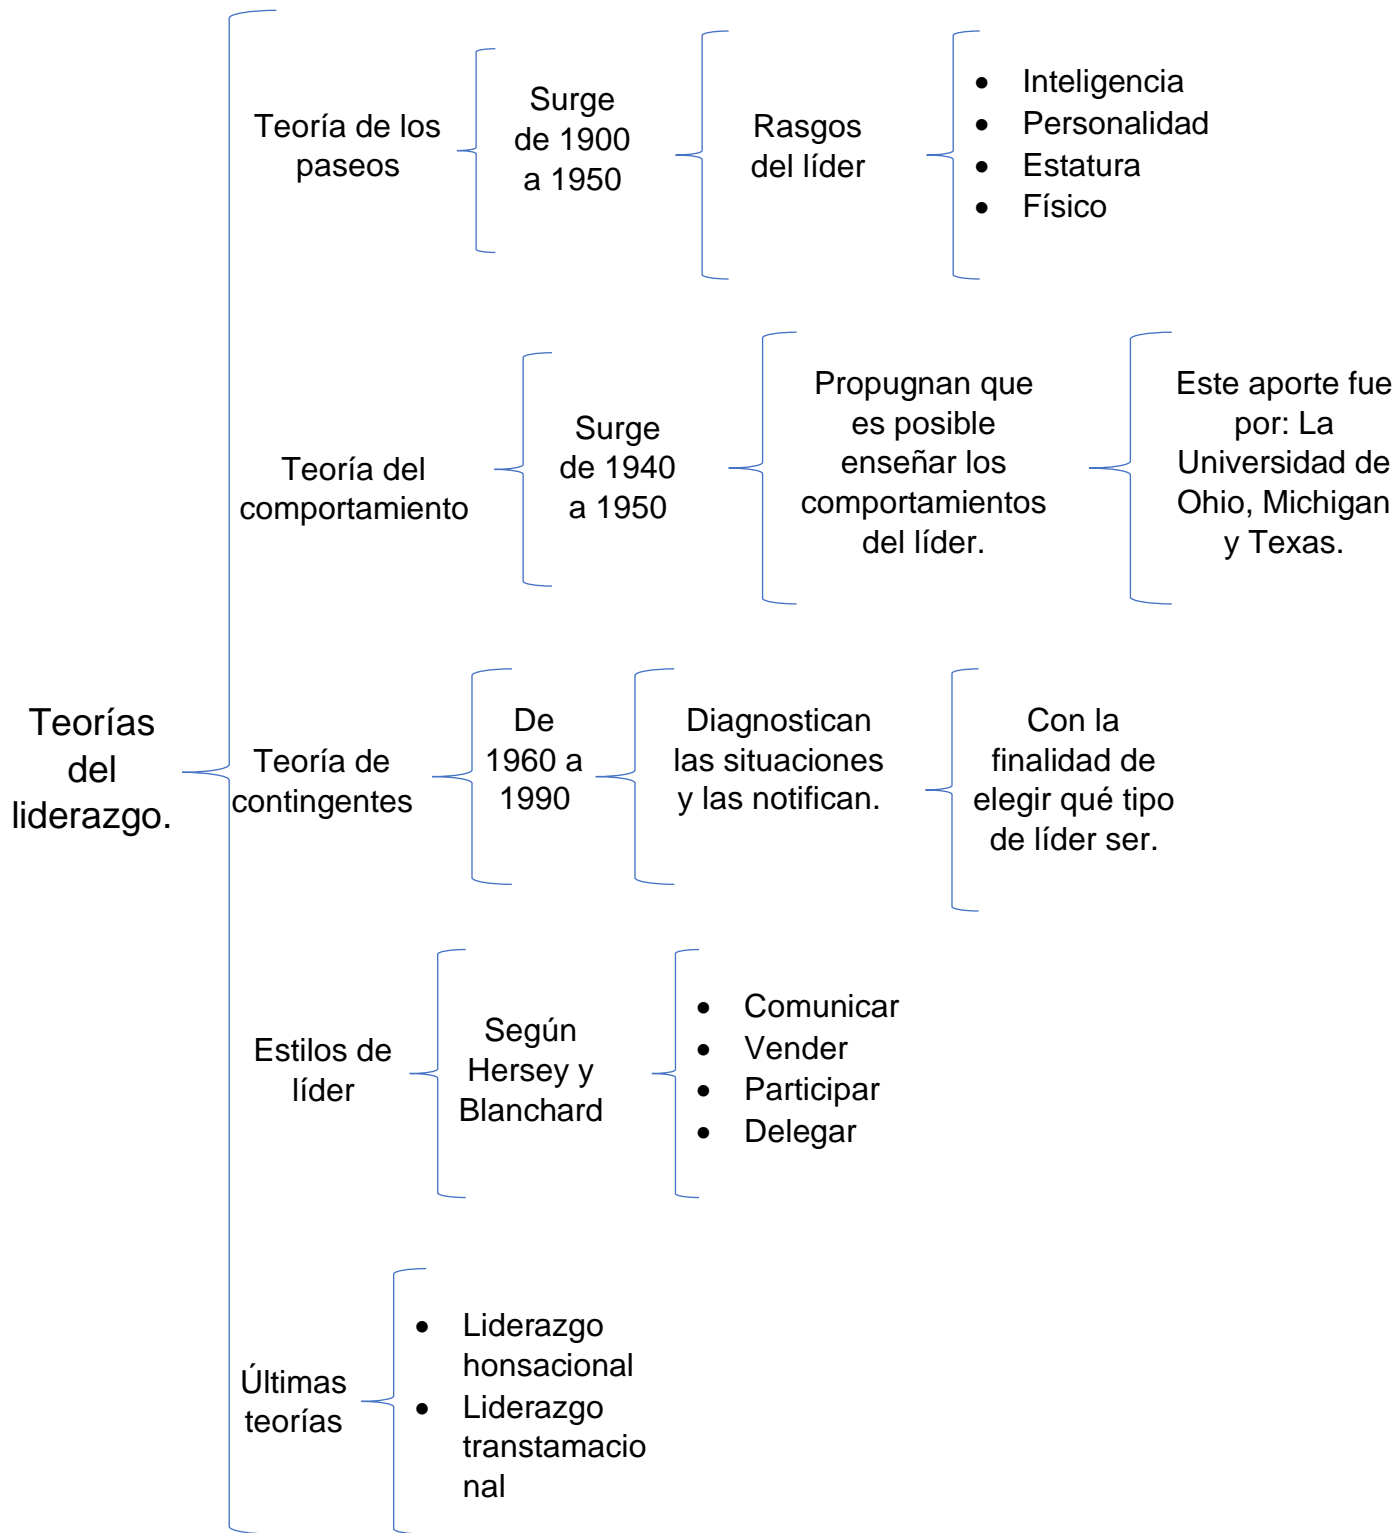 Teorías
del
liderazgo.
Teoría de los
paseos
Surge
de 1900
a 1950
Rasgos
del líder
• Inteligencia
• Personalidad
• Estatura
• Físico
Teoría del
comportamiento
Surge
de 1940
a 1950
Propugnan que
es posible
enseñar los
comportamientos
del líder.
Este aporte fue
por: La
Universidad de
Ohio, Michigan
y Texas.
Teoría de
contingentes
De
1960 a
1990
Diagnostican
las situaciones
y las notifican.
Con la
finalidad de
elegir qué tipo
de líder ser.
Estilos de
líder
Según
Hersey y
Blanchard
• Comunicar
• Vender
• Participar
• Delegar
Últimas
teorías
• Liderazgo
honsacional
• Liderazgo
transtamacio
nal